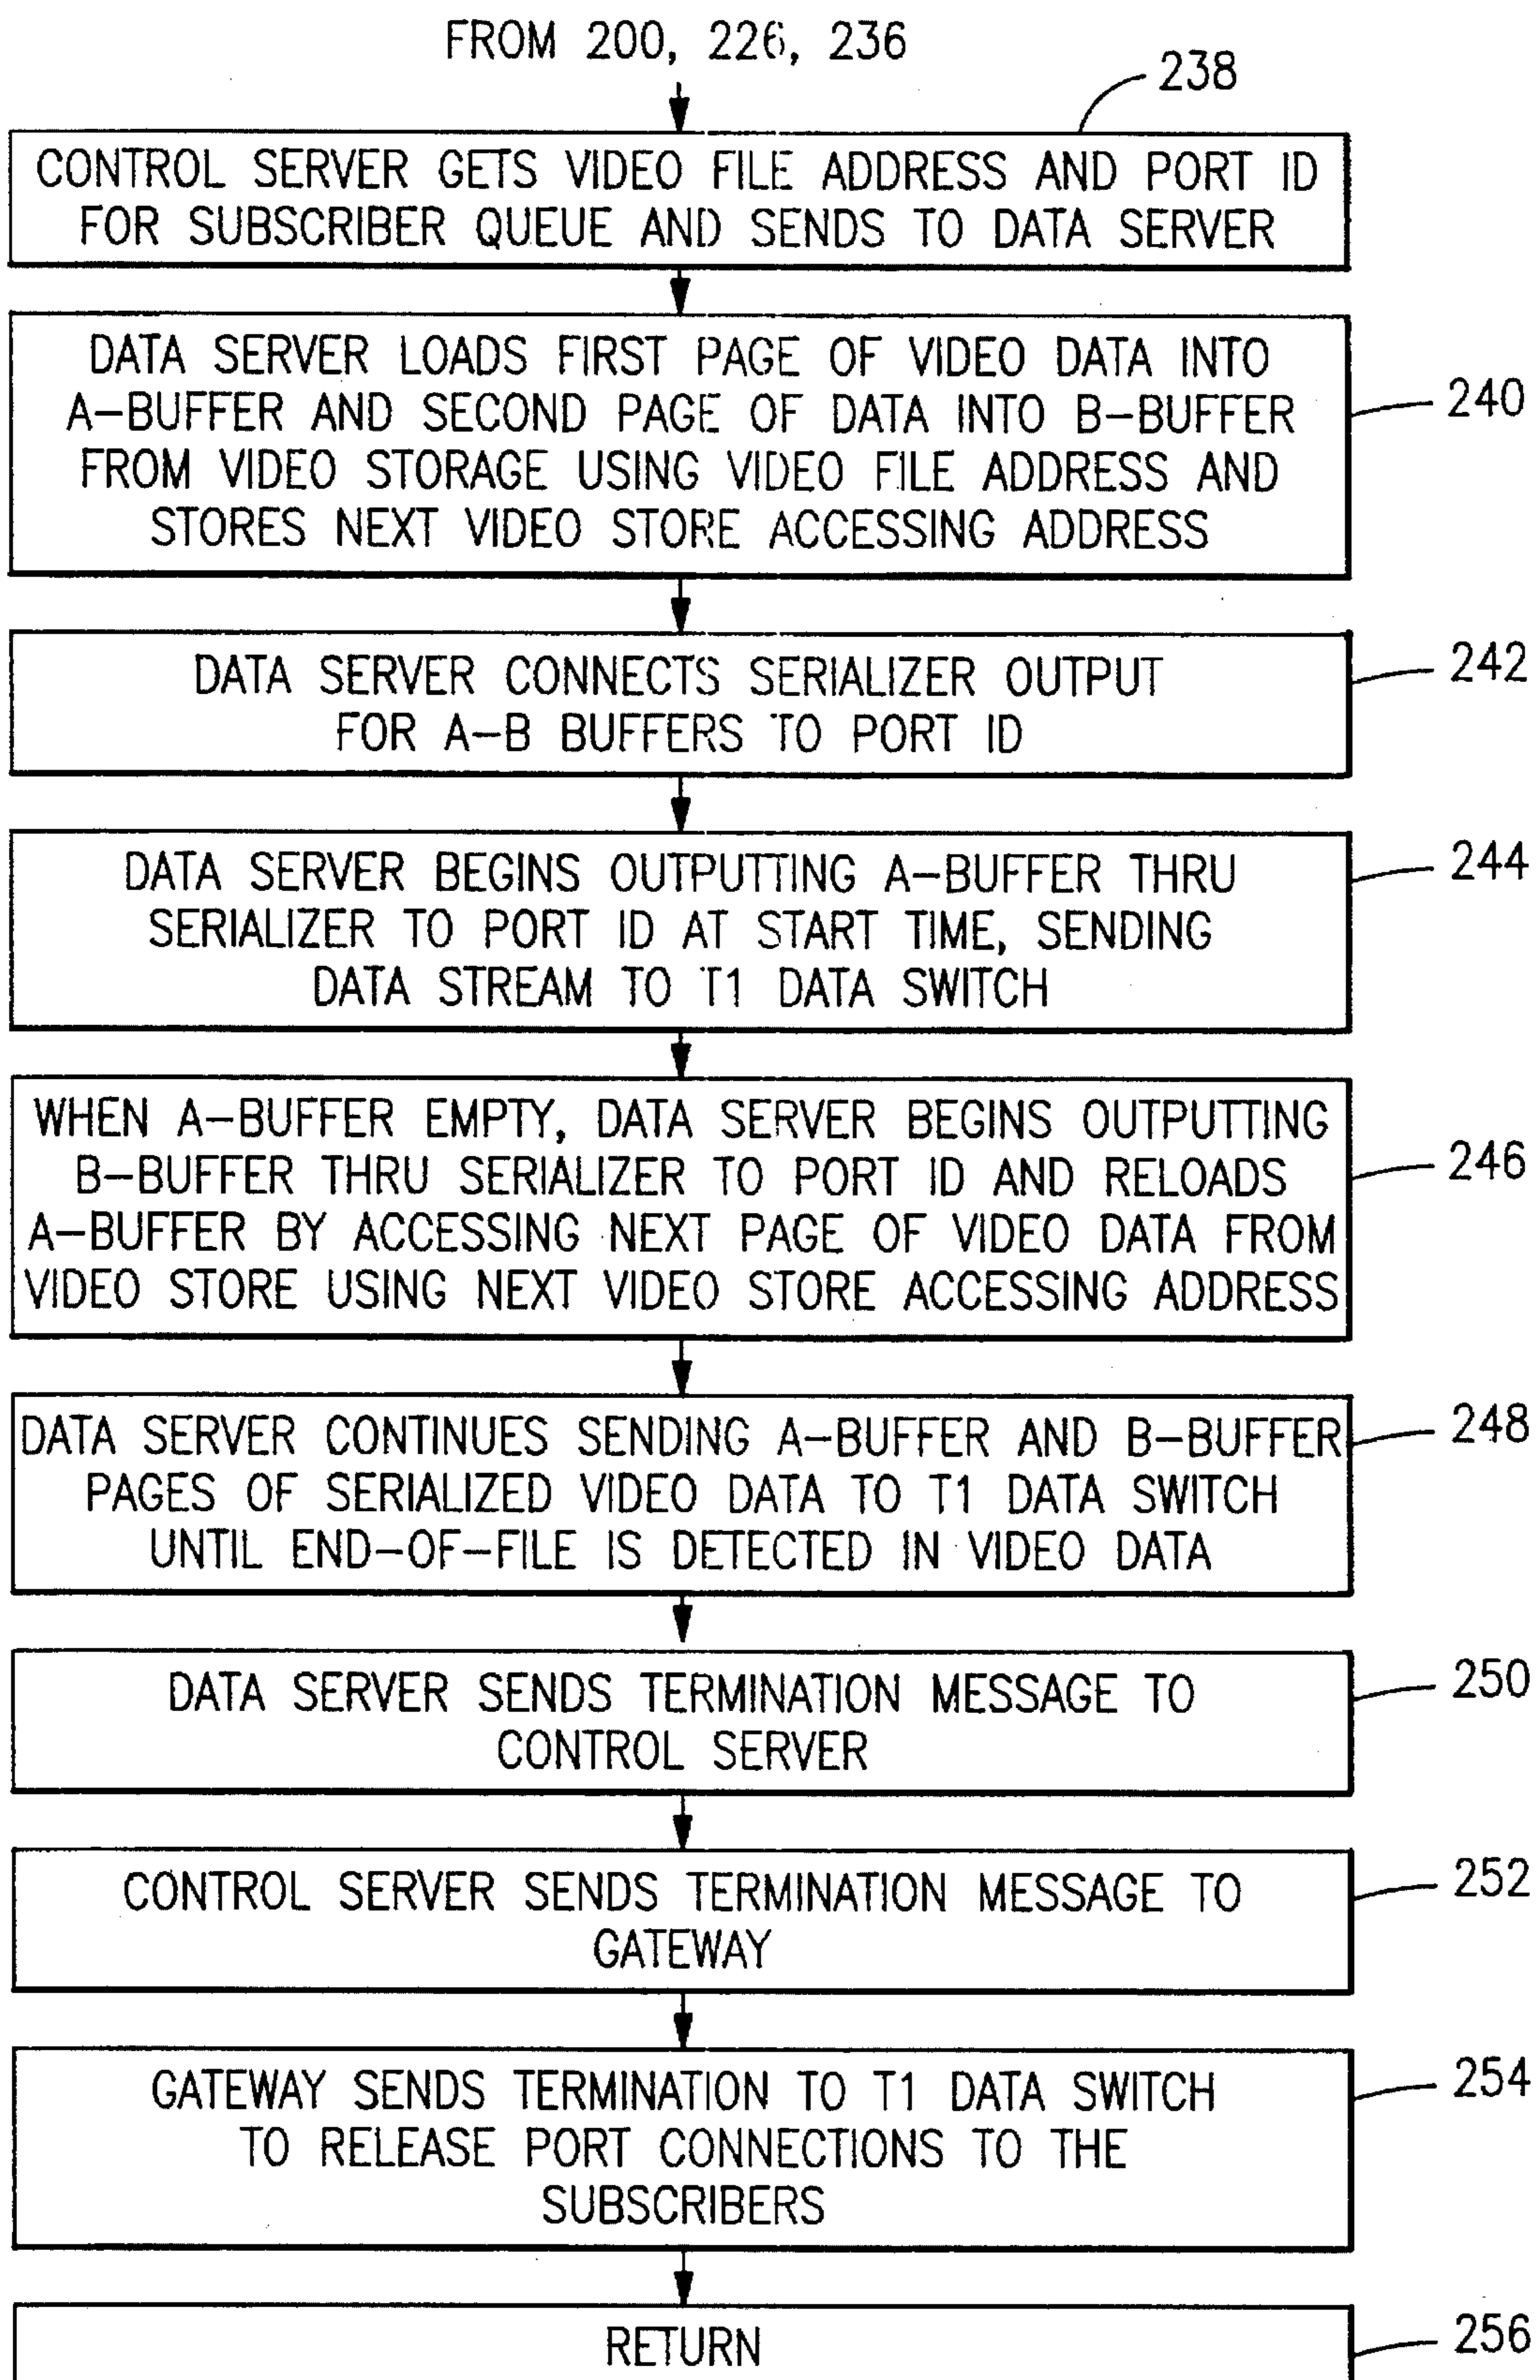 FROM 200, 226, 236
238
CONTROL SERVER GETS VIDEO FILE ADDRESS AND PORT ID
FOR SUBSCRIBER QUEUE AND SENDS TO DATA SERVER
DATA SERVER LOADS FIRST PAGE OF VIDEO DATA INTO
A-BUFFER AND SECOND PAGE OF DATA INTO B-BUFFER
FROM VIDEO STORAGE USING VIDEO FILE ADDRESS AND
STORES NEXT VIDEO STORE ACCESSING ADDRESS
240
DATA SERVER CONNECTS SERIALIZER OUTPUT
FOR A-B BUFFERS TO PORT ID
242
DATA SERVER BEGINS OUTPUTTING A-BUFFER THRU
SERIALIZER TO PORT ID AT START TIME, SENDING
DATA STREAM TO T1 DATA SWITCH
244
WHEN A-BUFFER EMPTY, DATA SERVER BEGINS OUTPUTTING
B-BUFFER THRU SERIALIZER TO PORT ID AND RELOADS
A-BUFFER BY ACCESSING NEXT PAGE OF VIDEO DATA FROM
VIDEO STORE USING NEXT VIDEO STORE ACCESSING ADDRESS
246
DATA SERVER CONTINUES SENDING A-BUFFER AND B-BUFFER
PAGES OF SERIALIZED VIDEO DATA TO T1 DATA SWITCH
UNTIL END-OF-FILE IS DETECTED IN VIDEO DATA
248
DATA SERVER SENDS TERMINATION MESSAGE TO
CONTROL SERVER
250
CONTROL SERVER SENDS TERMINATION MESSAGE TO
GATEWAY
252
GATEWAY SENDS TERMINATION TO T1 DATA SWITCH
TO RELEASE PORT CONNECTIONS TO THE
SUBSCRIBERS
254
RETURN
256